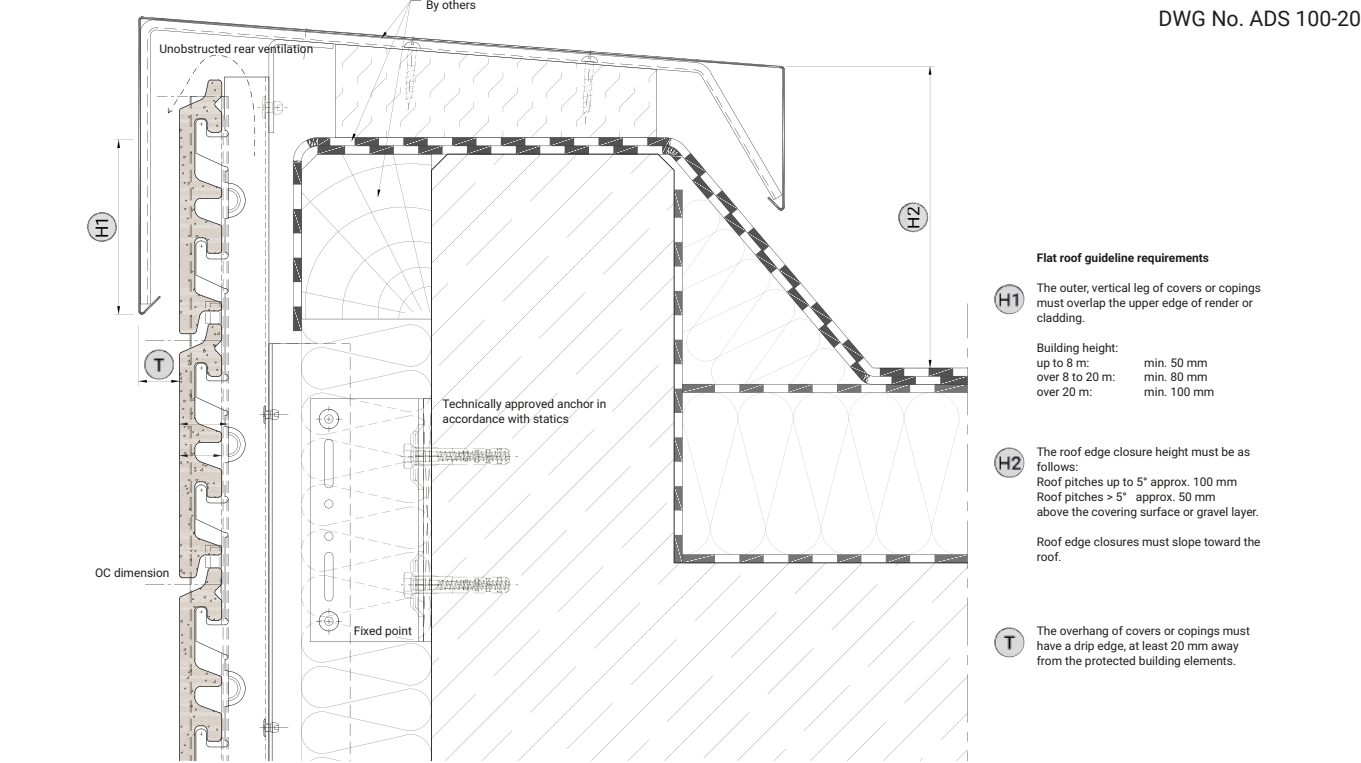 By others
DWG No. ADS 100-20
Unobstructed rear ventilation
H1
H2
T
Technically approved anchor in
accordance with statics
OC dimension
Fixed point
Flat roof guideline requirements
H1
The outer, vertical leg of covers or copings
must overlap the upper edge of render or
cladding.
Building height:
up to 8 m: min. 50 mm
over 8 to 20 m: min. 80 mm
over 20 m: min. 100 mm
H2
The roof edge closure height must be as
follows:
Roof pitches up to 5° approx. 100 mm
Roof pitches > 5° approx. 50 mm
above the covering surface or gravel layer.
Roof edge closures must slope toward the
roof.
T
The overhang of covers or copings must
have a drip edge, at least 20 mm away
from the protected building elements.